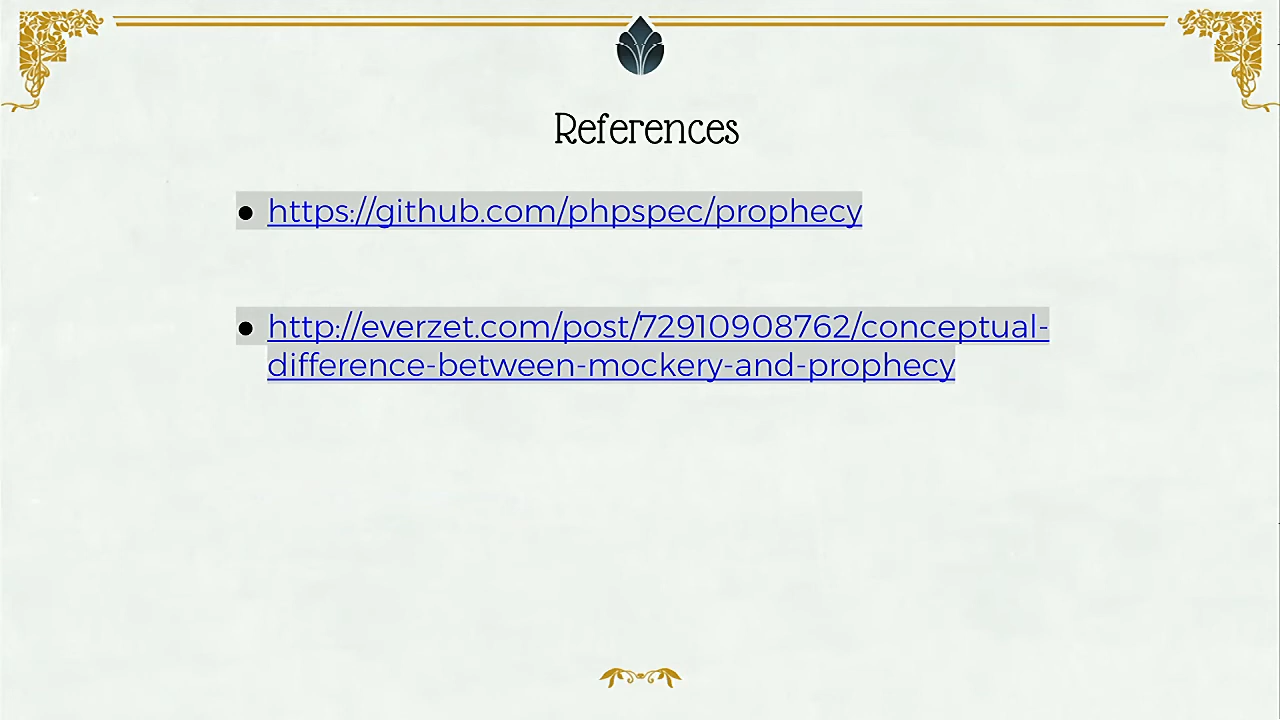 References
● https://github.com/phpspec/prophecy
● http://everzet.com/post/72910908762/conceptual-
difference-between-mockery-and-prophecy